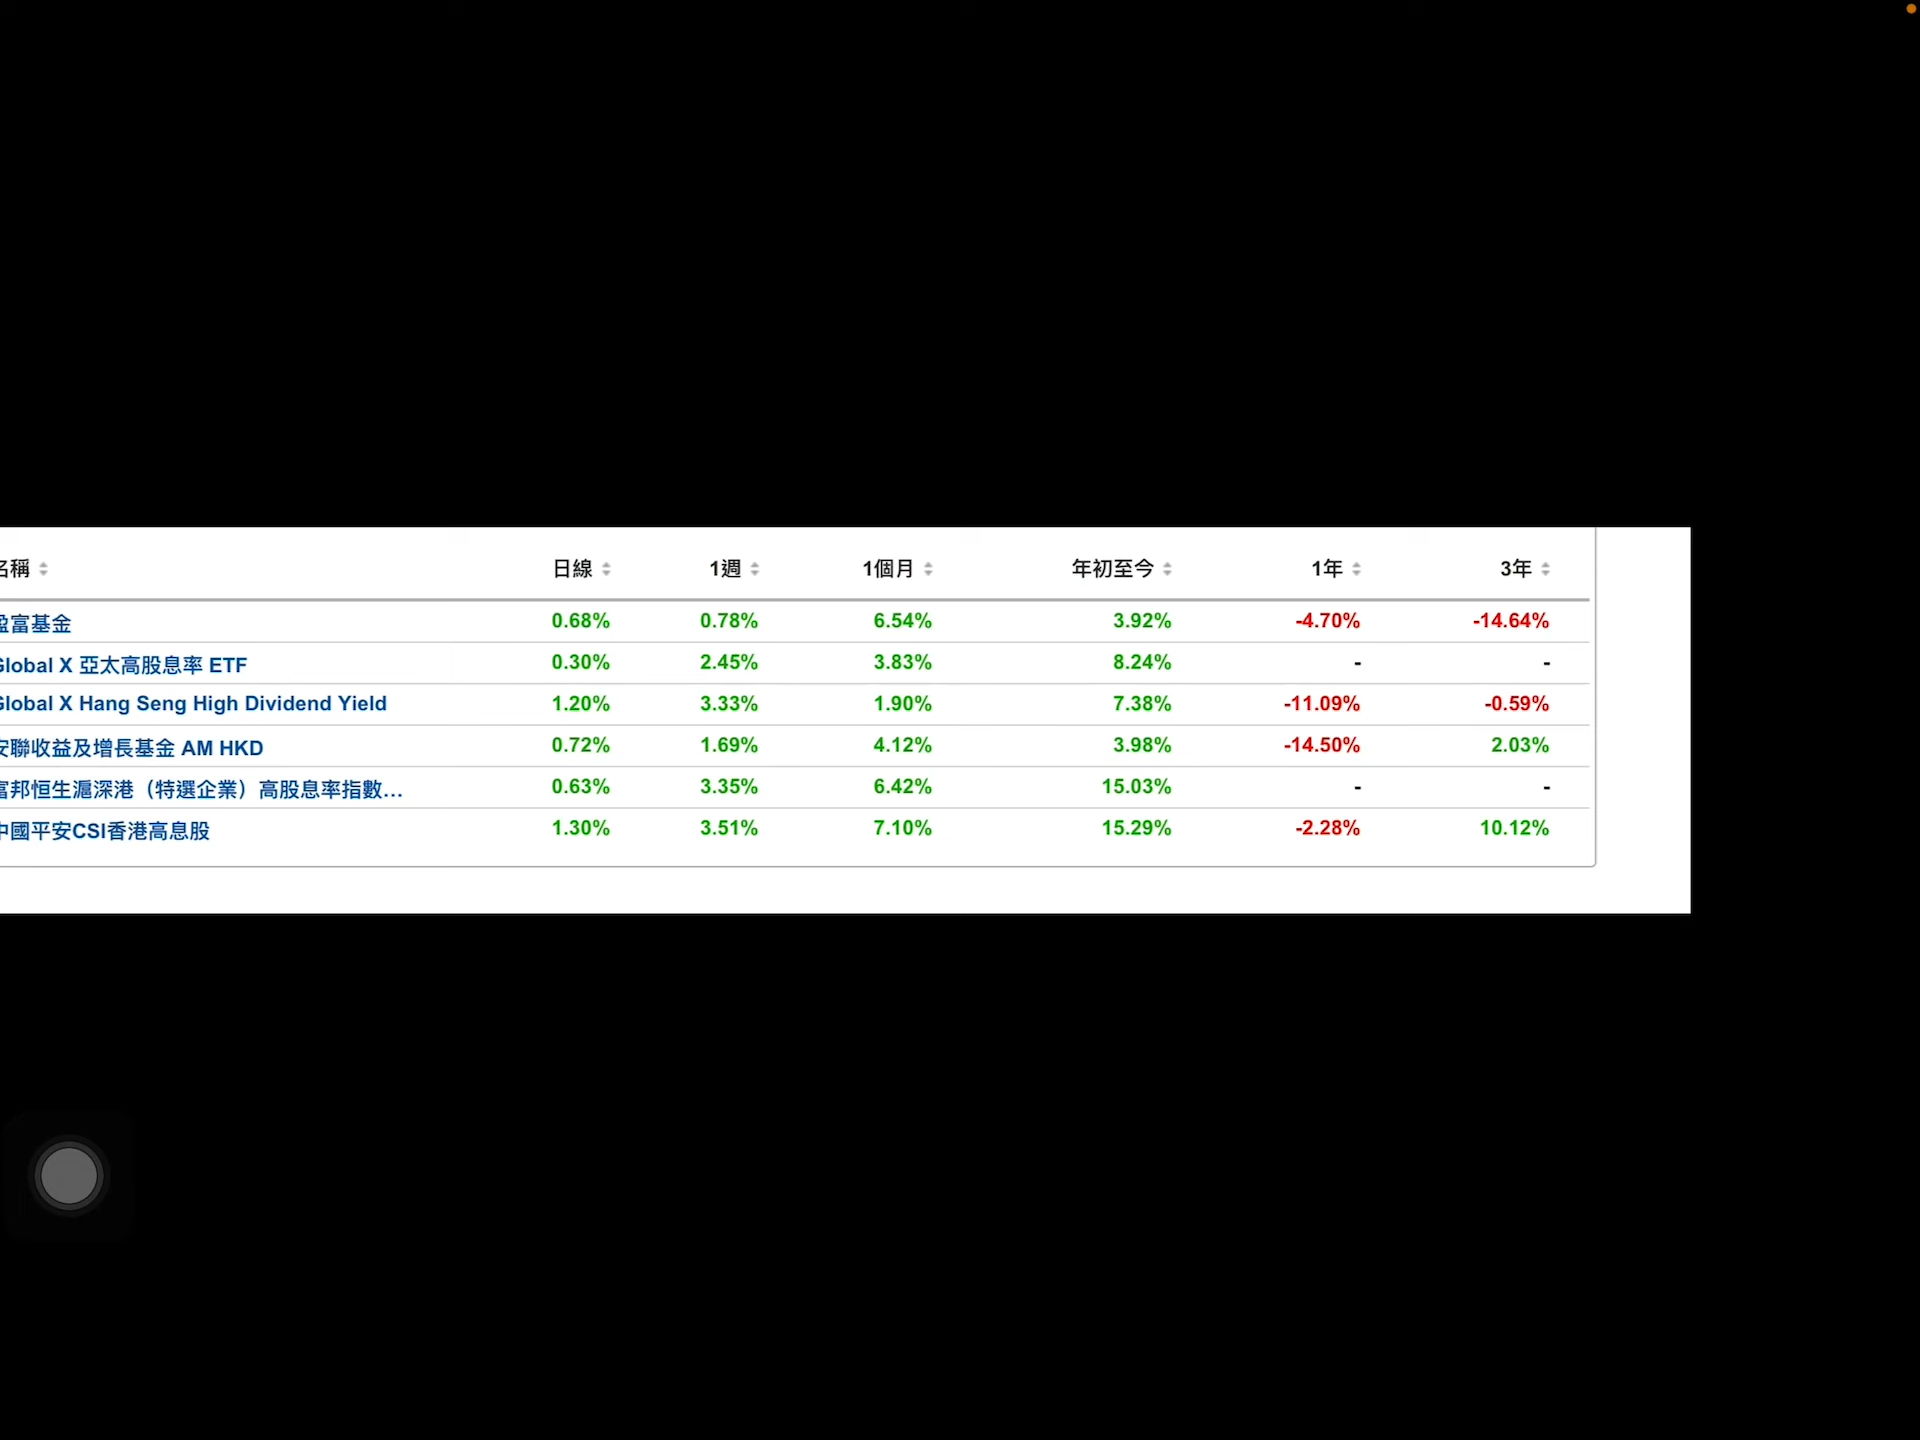 名稱 日線 1週 1個月 年初至今 1年 3年
盈富基金 0.68% 0.78% 6.54% 3.92% -4.70% -14.64%
Global X 亞太高股息率 ETF 0.30% 2.45% 3.83% 8.24% - -
Global X Hang Seng High Dividend Yield 1.20% 3.33% 1.90% 7.38% -11.09% -0.59%
安聯收益及增長基金 AM HKD 0.72% 1.69% 4.12% 3.98% -14.50% 2.03%
富邦恒生滬深港（特選企業）高股息率指數... 0.63% 3.35% 6.42% 15.03% - -
中國平安CSI香港高息股 1.30% 3.51% 7.10% 15.29% -2.28% 10.12%